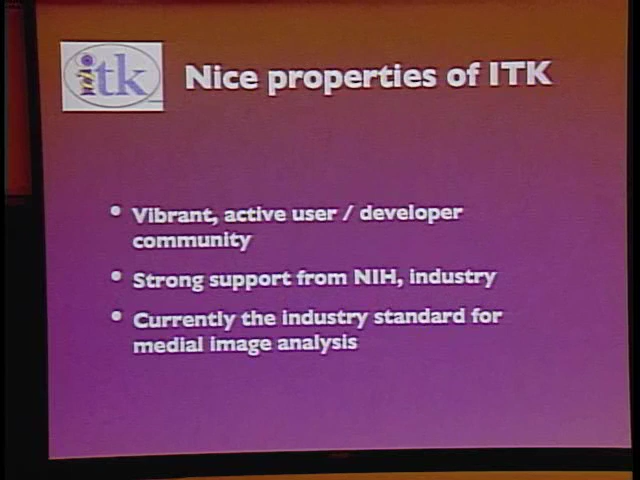 itk
Nice properties of ITK
• Vibrant, active user / developer
community
• Strong support from NIH, industry
• Currently the industry standard for
medial image analysis